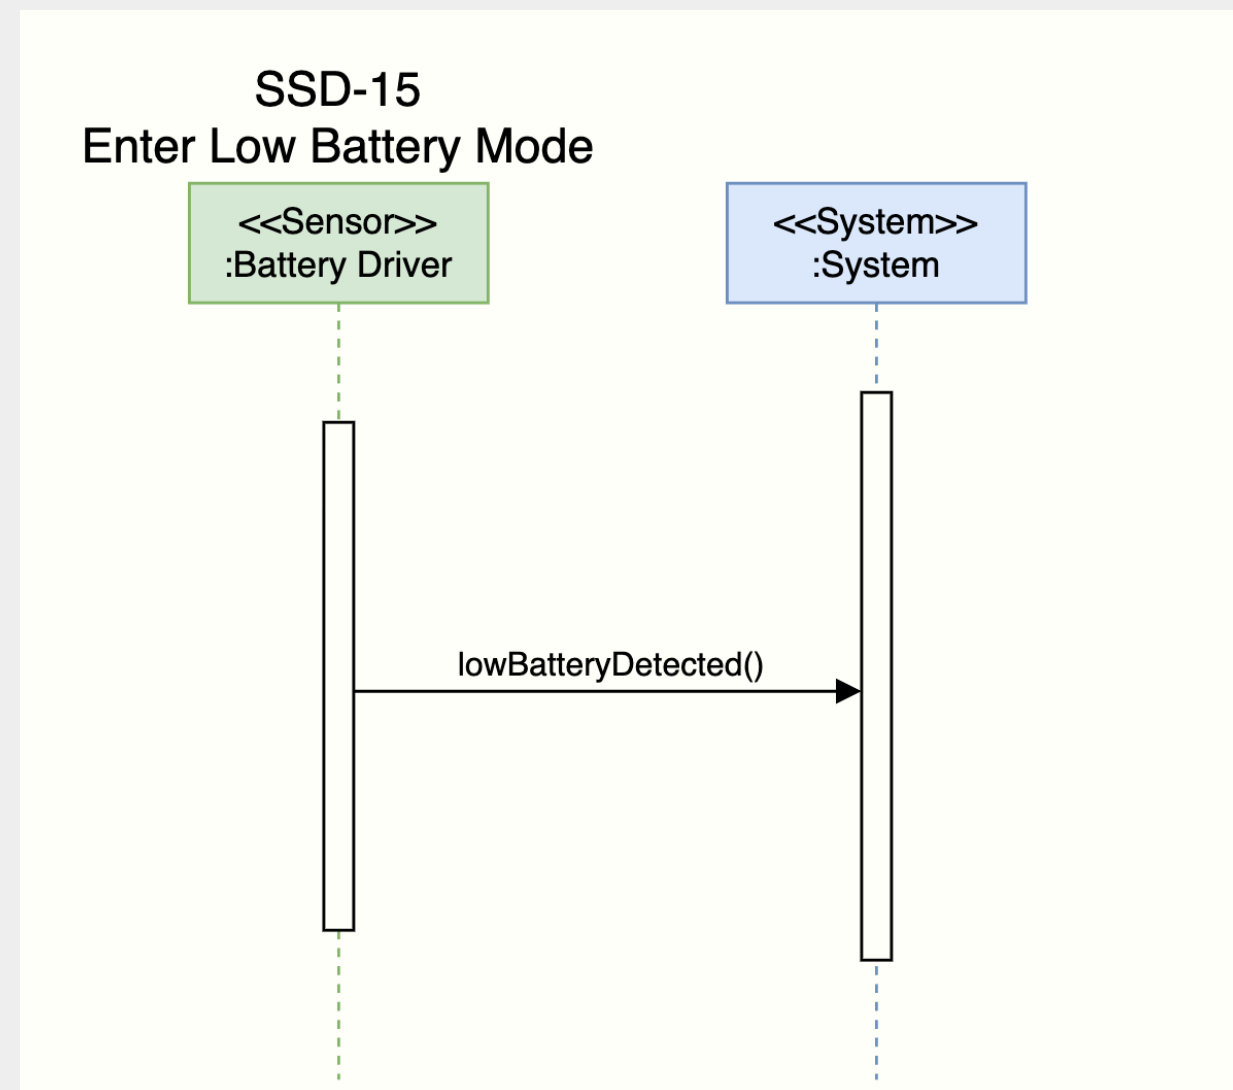 SSD-15
Enter Low Battery Mode
<<Sensor>>
:Battery Driver
<<System>>
:System
lowBatteryDetected()